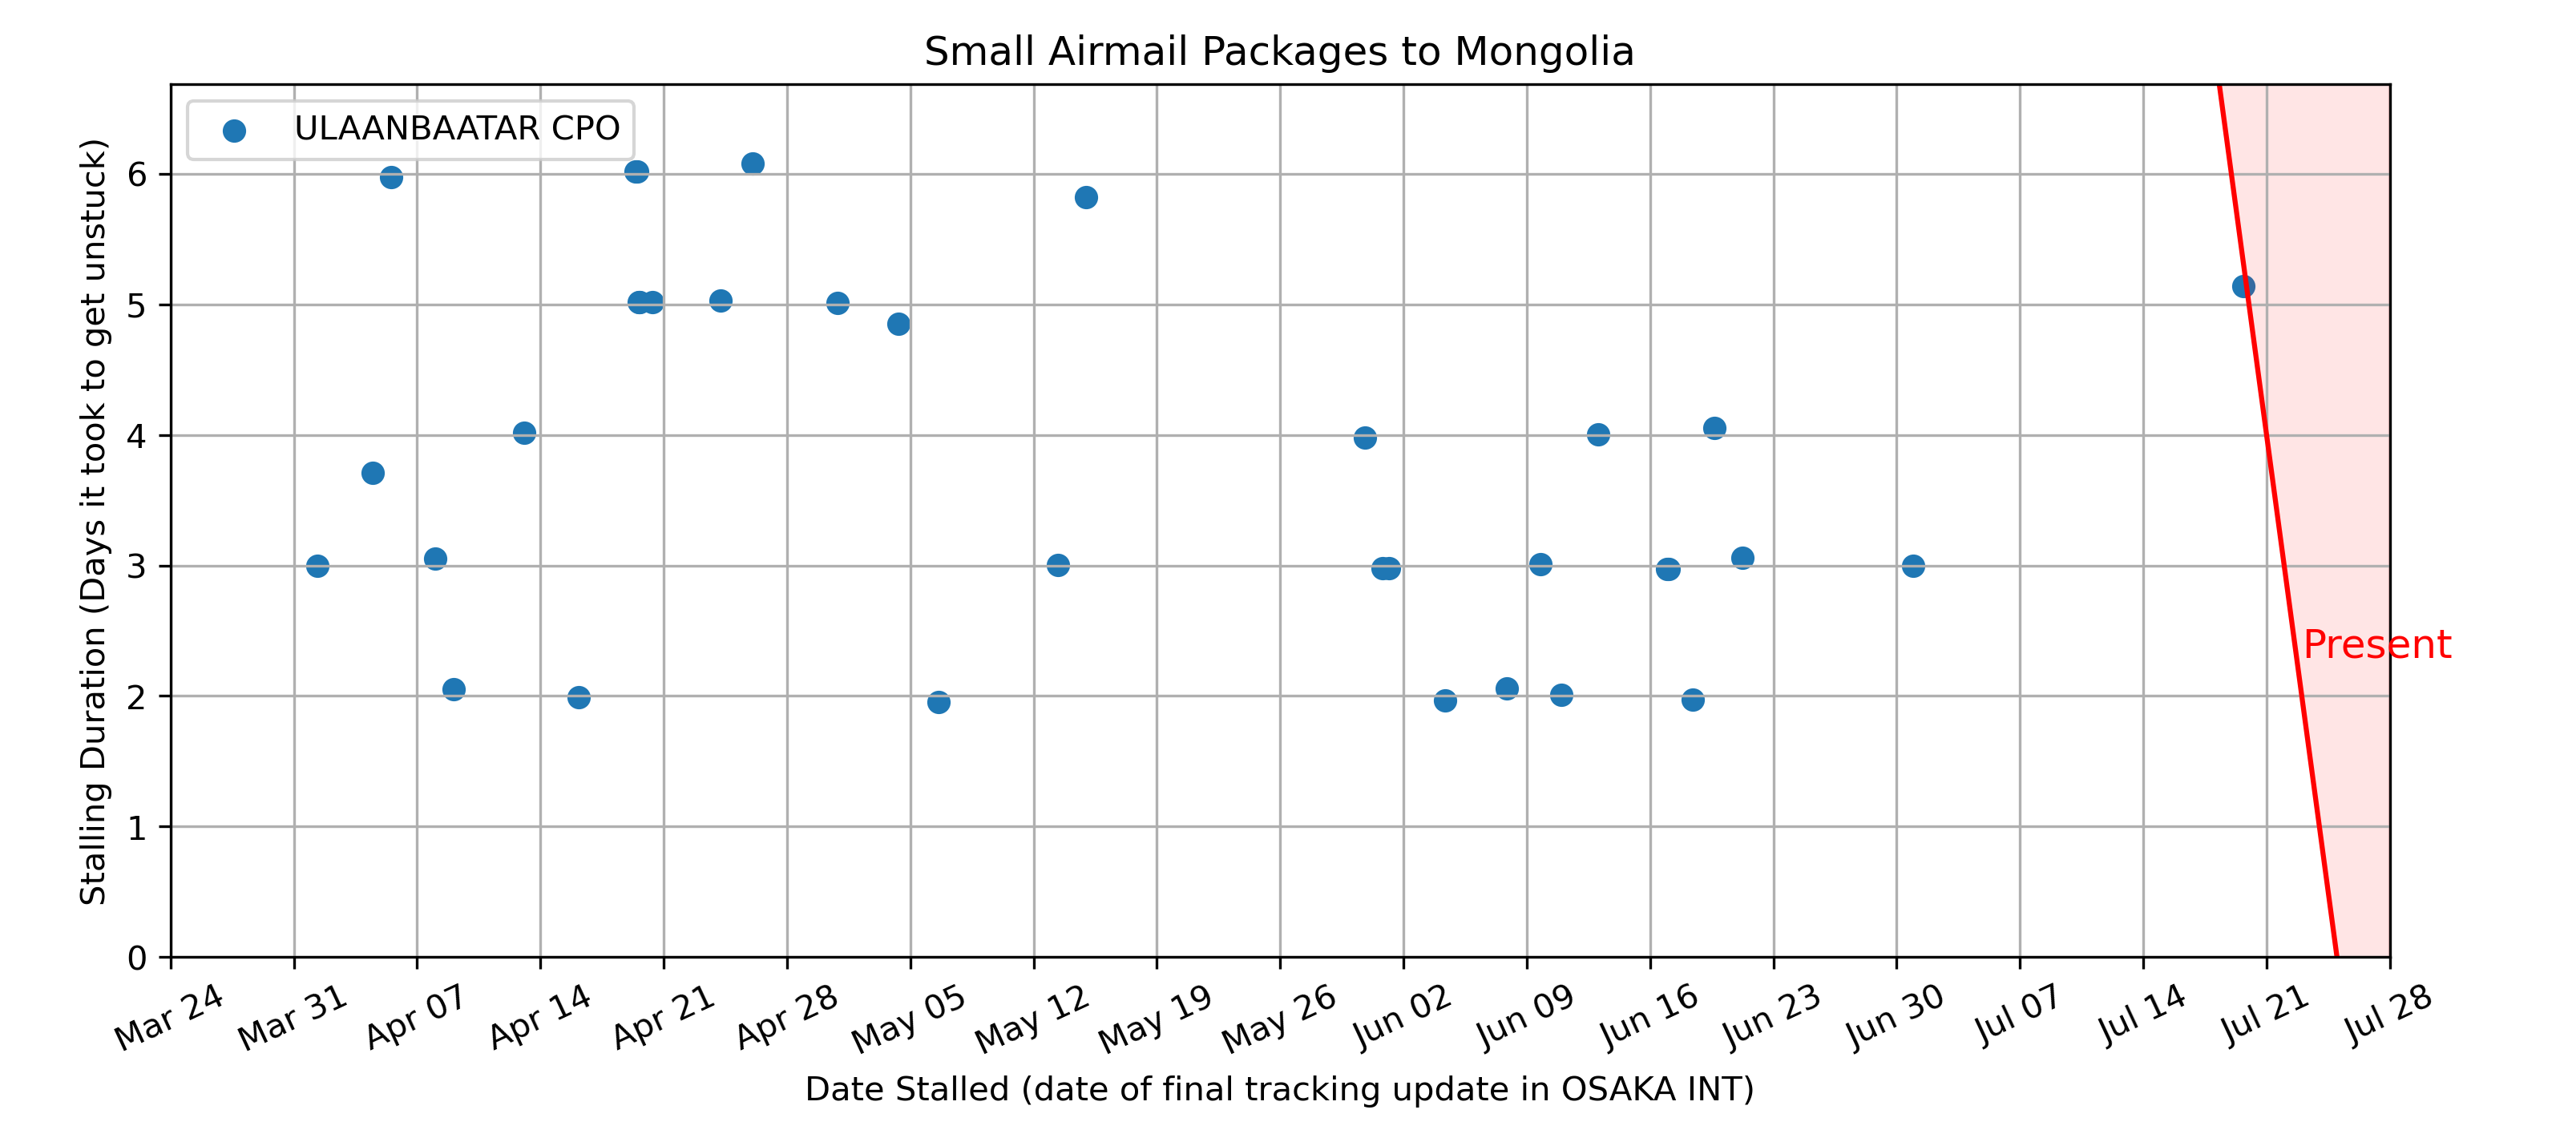 Small Airmail Packages to Mongolia
ULAANBAATAR CPO
Stalling Duration (Days it took to get unstuck)
6
5
4
3
2
1
0
Present
Mar 24
Mar 31
Apr 07
Apr 14
Apr 21
Apr 28
May 05
May 12
May 19
May 26
Jun 02
Jun 09
Jun 16
Jun 23
Jun 30
Jul 07
Jul 14
Jul 21
Jul 28
Date Stalled (date of final tracking update in OSAKA INT)